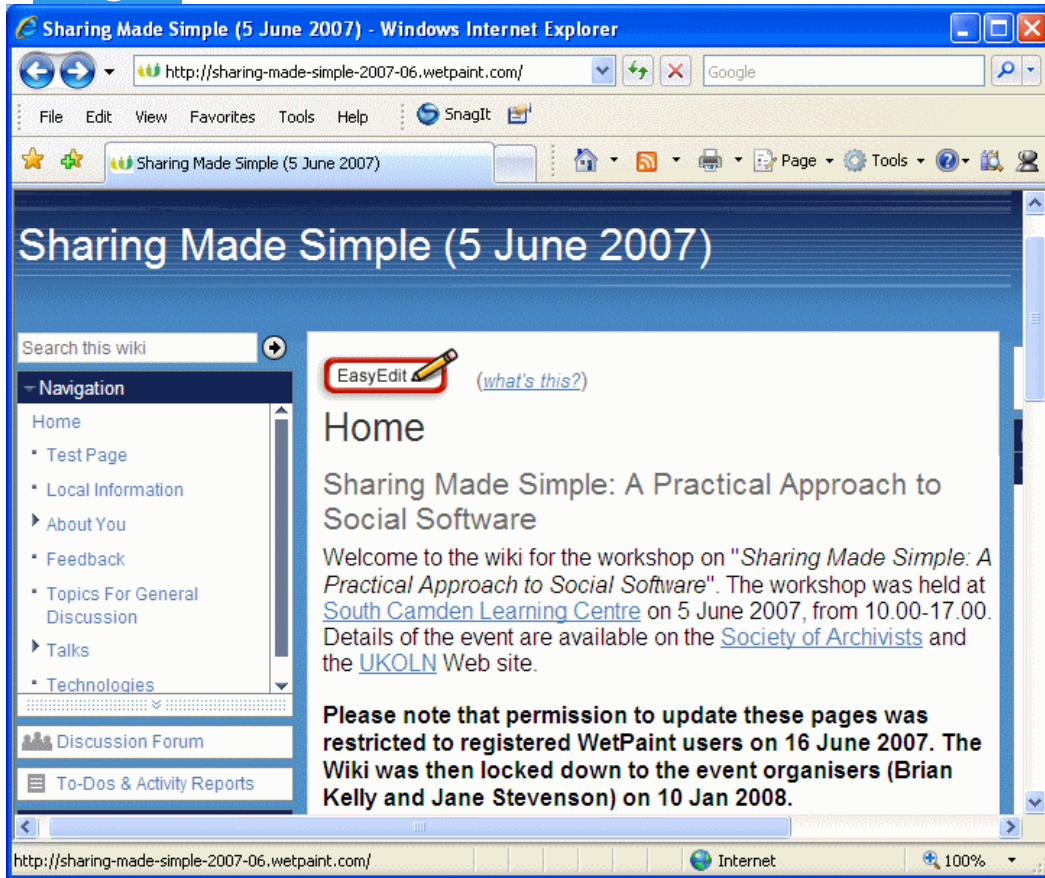 Sharing Made Simple (5 June 2007) - Windows Internet Explorer
http://sharing-made-simple-2007-06.wetpaint.com/
Google
File Edit View Favorites Tools Help SnagIt
Sharing Made Simple (5 June 2007)
Page Tools
Sharing Made Simple (5 June 2007)
Search this wiki
Navigation
Home
Test Page
Local Information
About You
Feedback
Topics For General
Discussion
Talks
Technologies
Discussion Forum
To-Dos & Activity Reports
EasyEdit (what's this?)
Home
Sharing Made Simple: A Practical Approach to
Social Software
Welcome to the wiki for the workshop on "Sharing Made Simple: A
Practical Approach to Social Software". The workshop was held at
South Camden Learning Centre on 5 June 2007, from 10.00-17.00.
Details of the event are available on the Society of Archivists and
the UKOLN Web site.
Please note that permission to update these pages was
restricted to registered WetPaint users on 16 June 2007. The
Wiki was then locked down to the event organisers (Brian
Kelly and Jane Stevenson) on 10 Jan 2008.
http://sharing-made-simple-2007-06.wetpaint.com/
Internet
100%